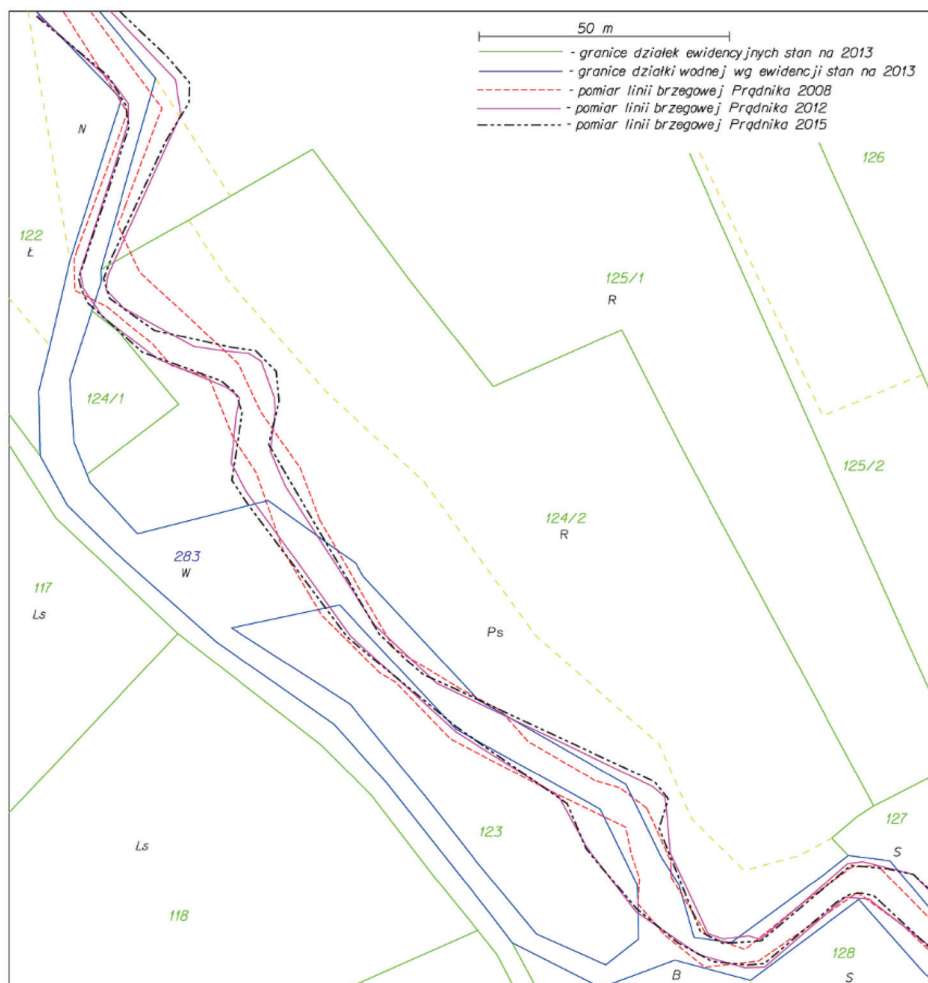 50 m
- granice działek ewidencyjnych stan na 2013
- granice działki wodnej wg ewidencji stan na 2013
- pomiar linii brzegowej Prądnika 2008
- pomiar linii brzegowej Prądnika 2012
- pomiar linii brzegowej Prądnika 2015
N
126
122
Ł
125/1
R
124/1
125/2
124/2
R
283
W
117
Ls
Ps
123
127
Ls
S
118
128
B
S